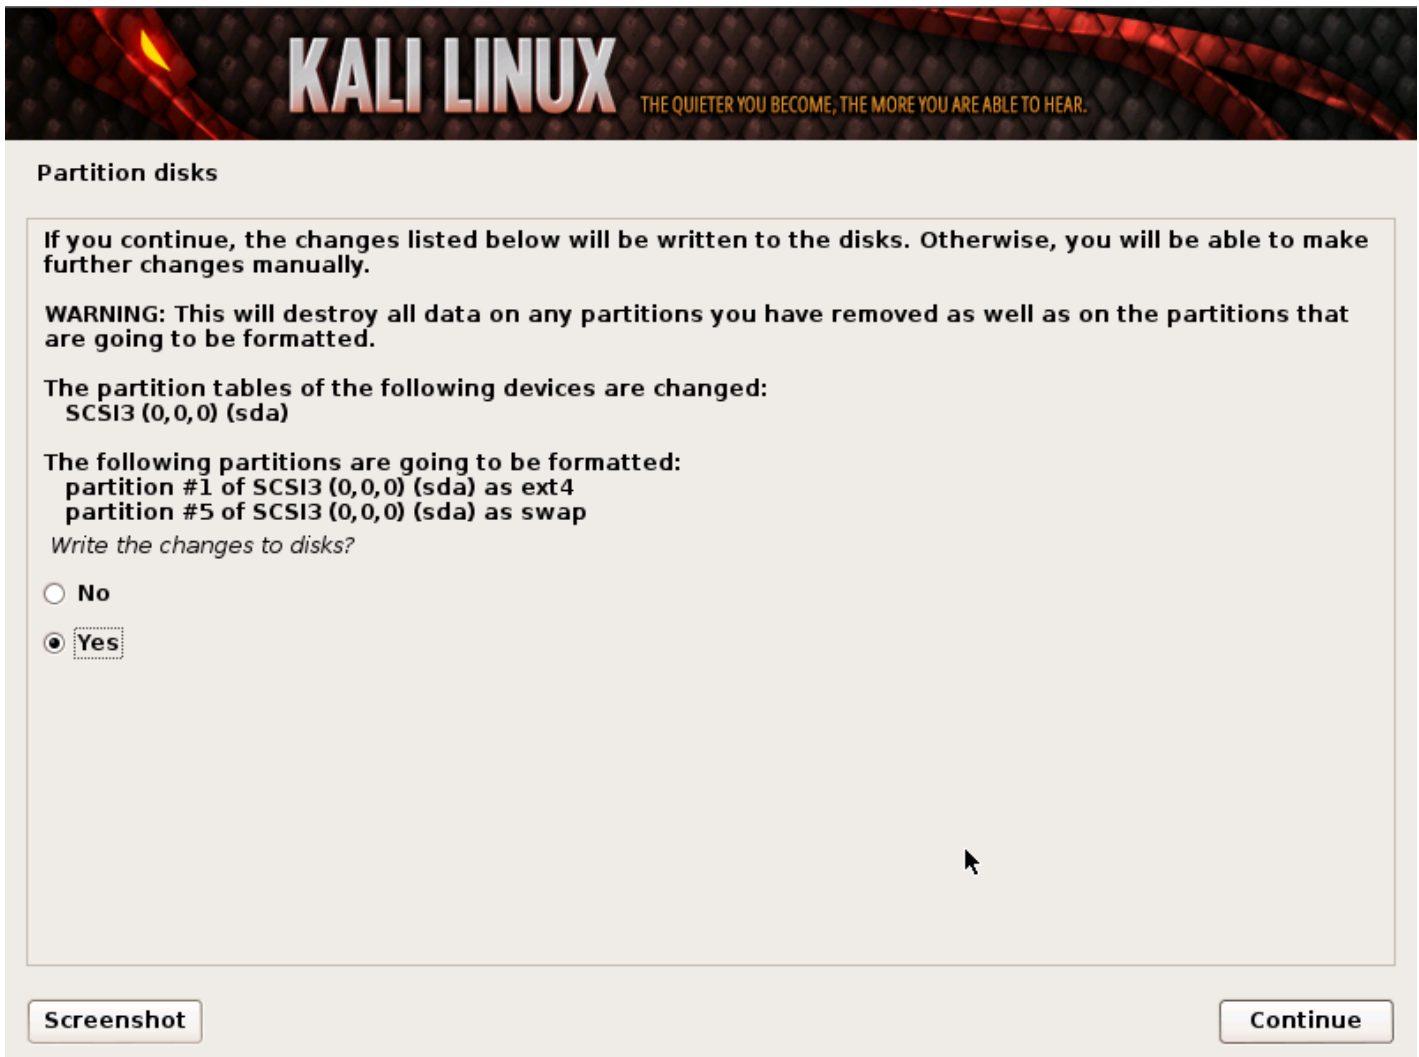 KALI LINUX
THE QUIETER YOU BECOME, THE MORE YOU ARE ABLE TO HEAR.
Partition disks
If you continue, the changes listed below will be written to the disks. Otherwise, you will be able to make
further changes manually.
WARNING: This will destroy all data on any partitions you have removed as well as on the partitions that
are going to be formatted.
The partition tables of the following devices are changed:
SCSI3 (0,0,0) (sda)
The following partitions are going to be formatted:
partition #1 of SCSI3 (0,0,0) (sda) as ext4
partition #5 of SCSI3 (0,0,0) (sda) as swap
Write the changes to disks?
No
Yes
Screenshot
Continue